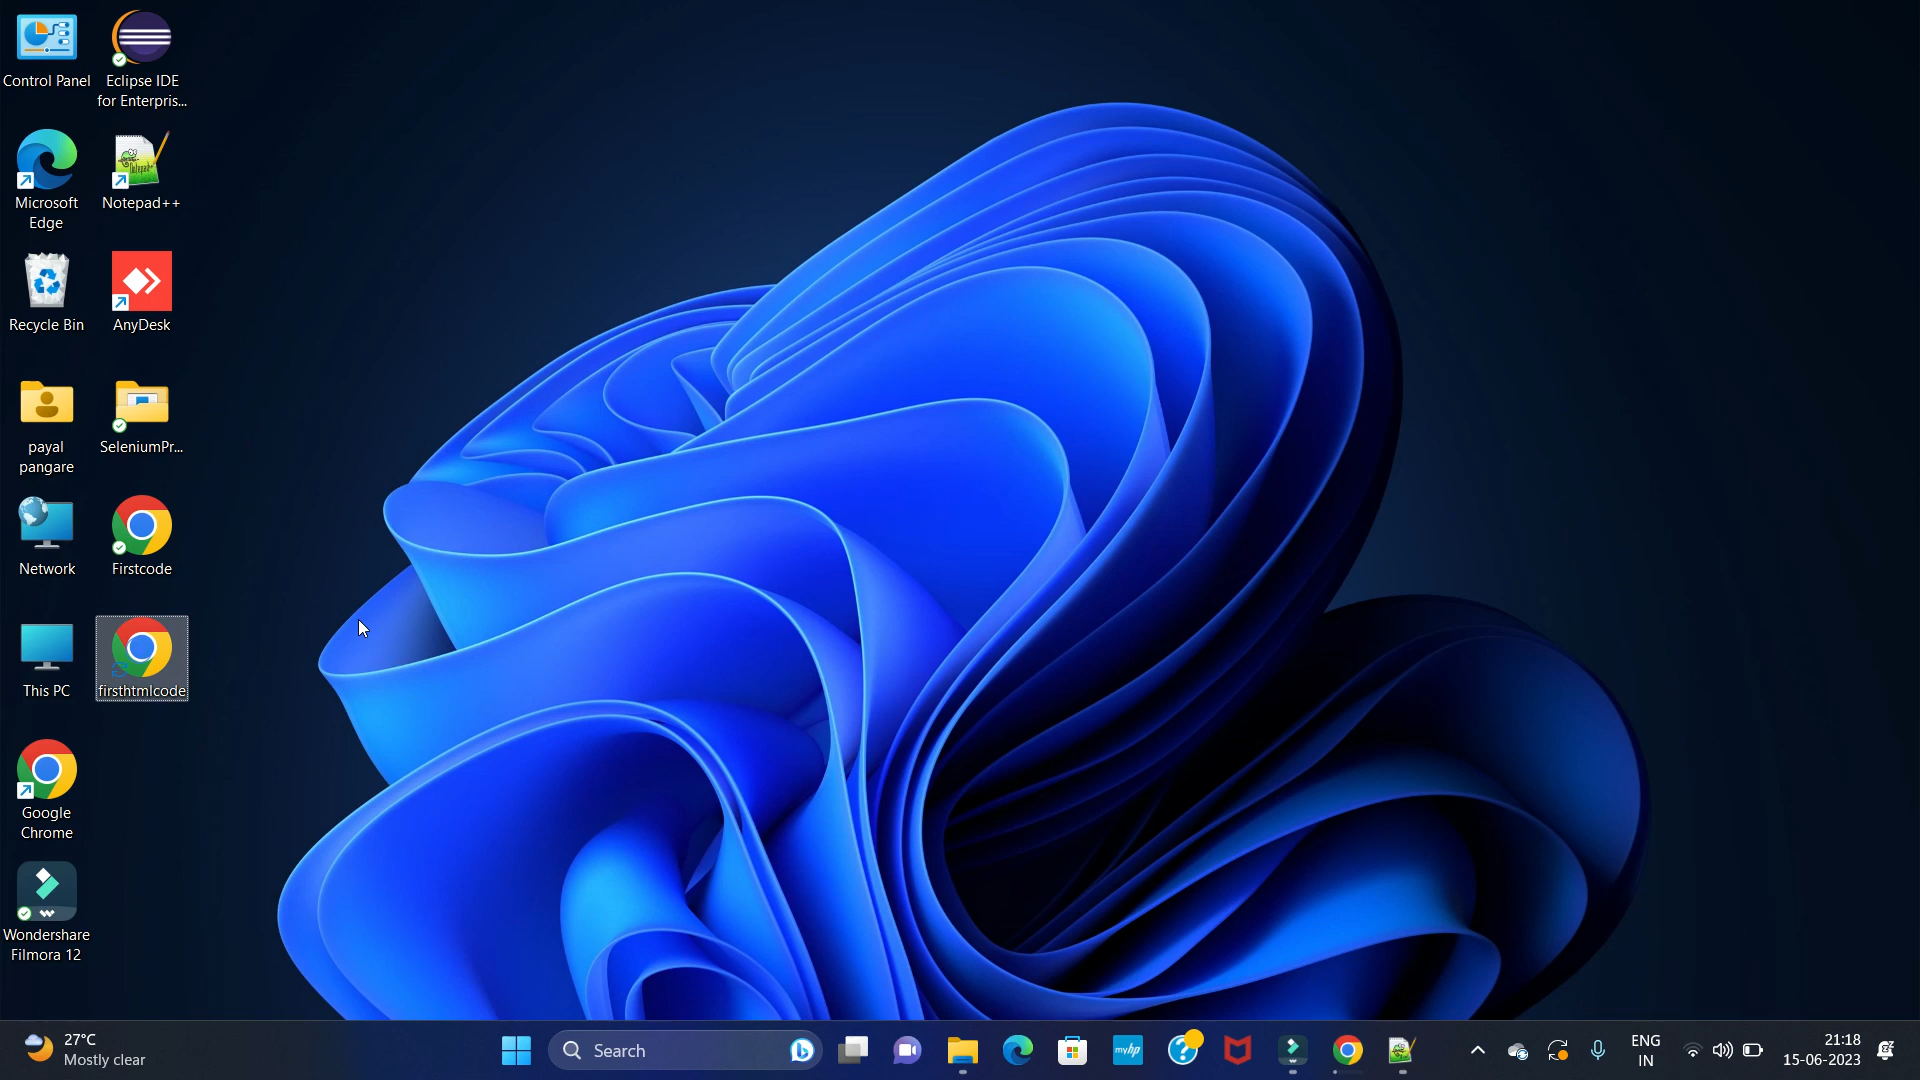 Control Panel
Eclipse IDE
for Enterpris...
Microsoft
Edge
Notepad++
Recycle Bin
AnyDesk
payal
pangare
SeleniumPr...
Network
Firstcode
This PC
firsthtmlcode
Google
Chrome
Wondershare
Filmora 12
27°C
Mostly clear
Search
myhp
ENG
IN
21:18
15-06-2023